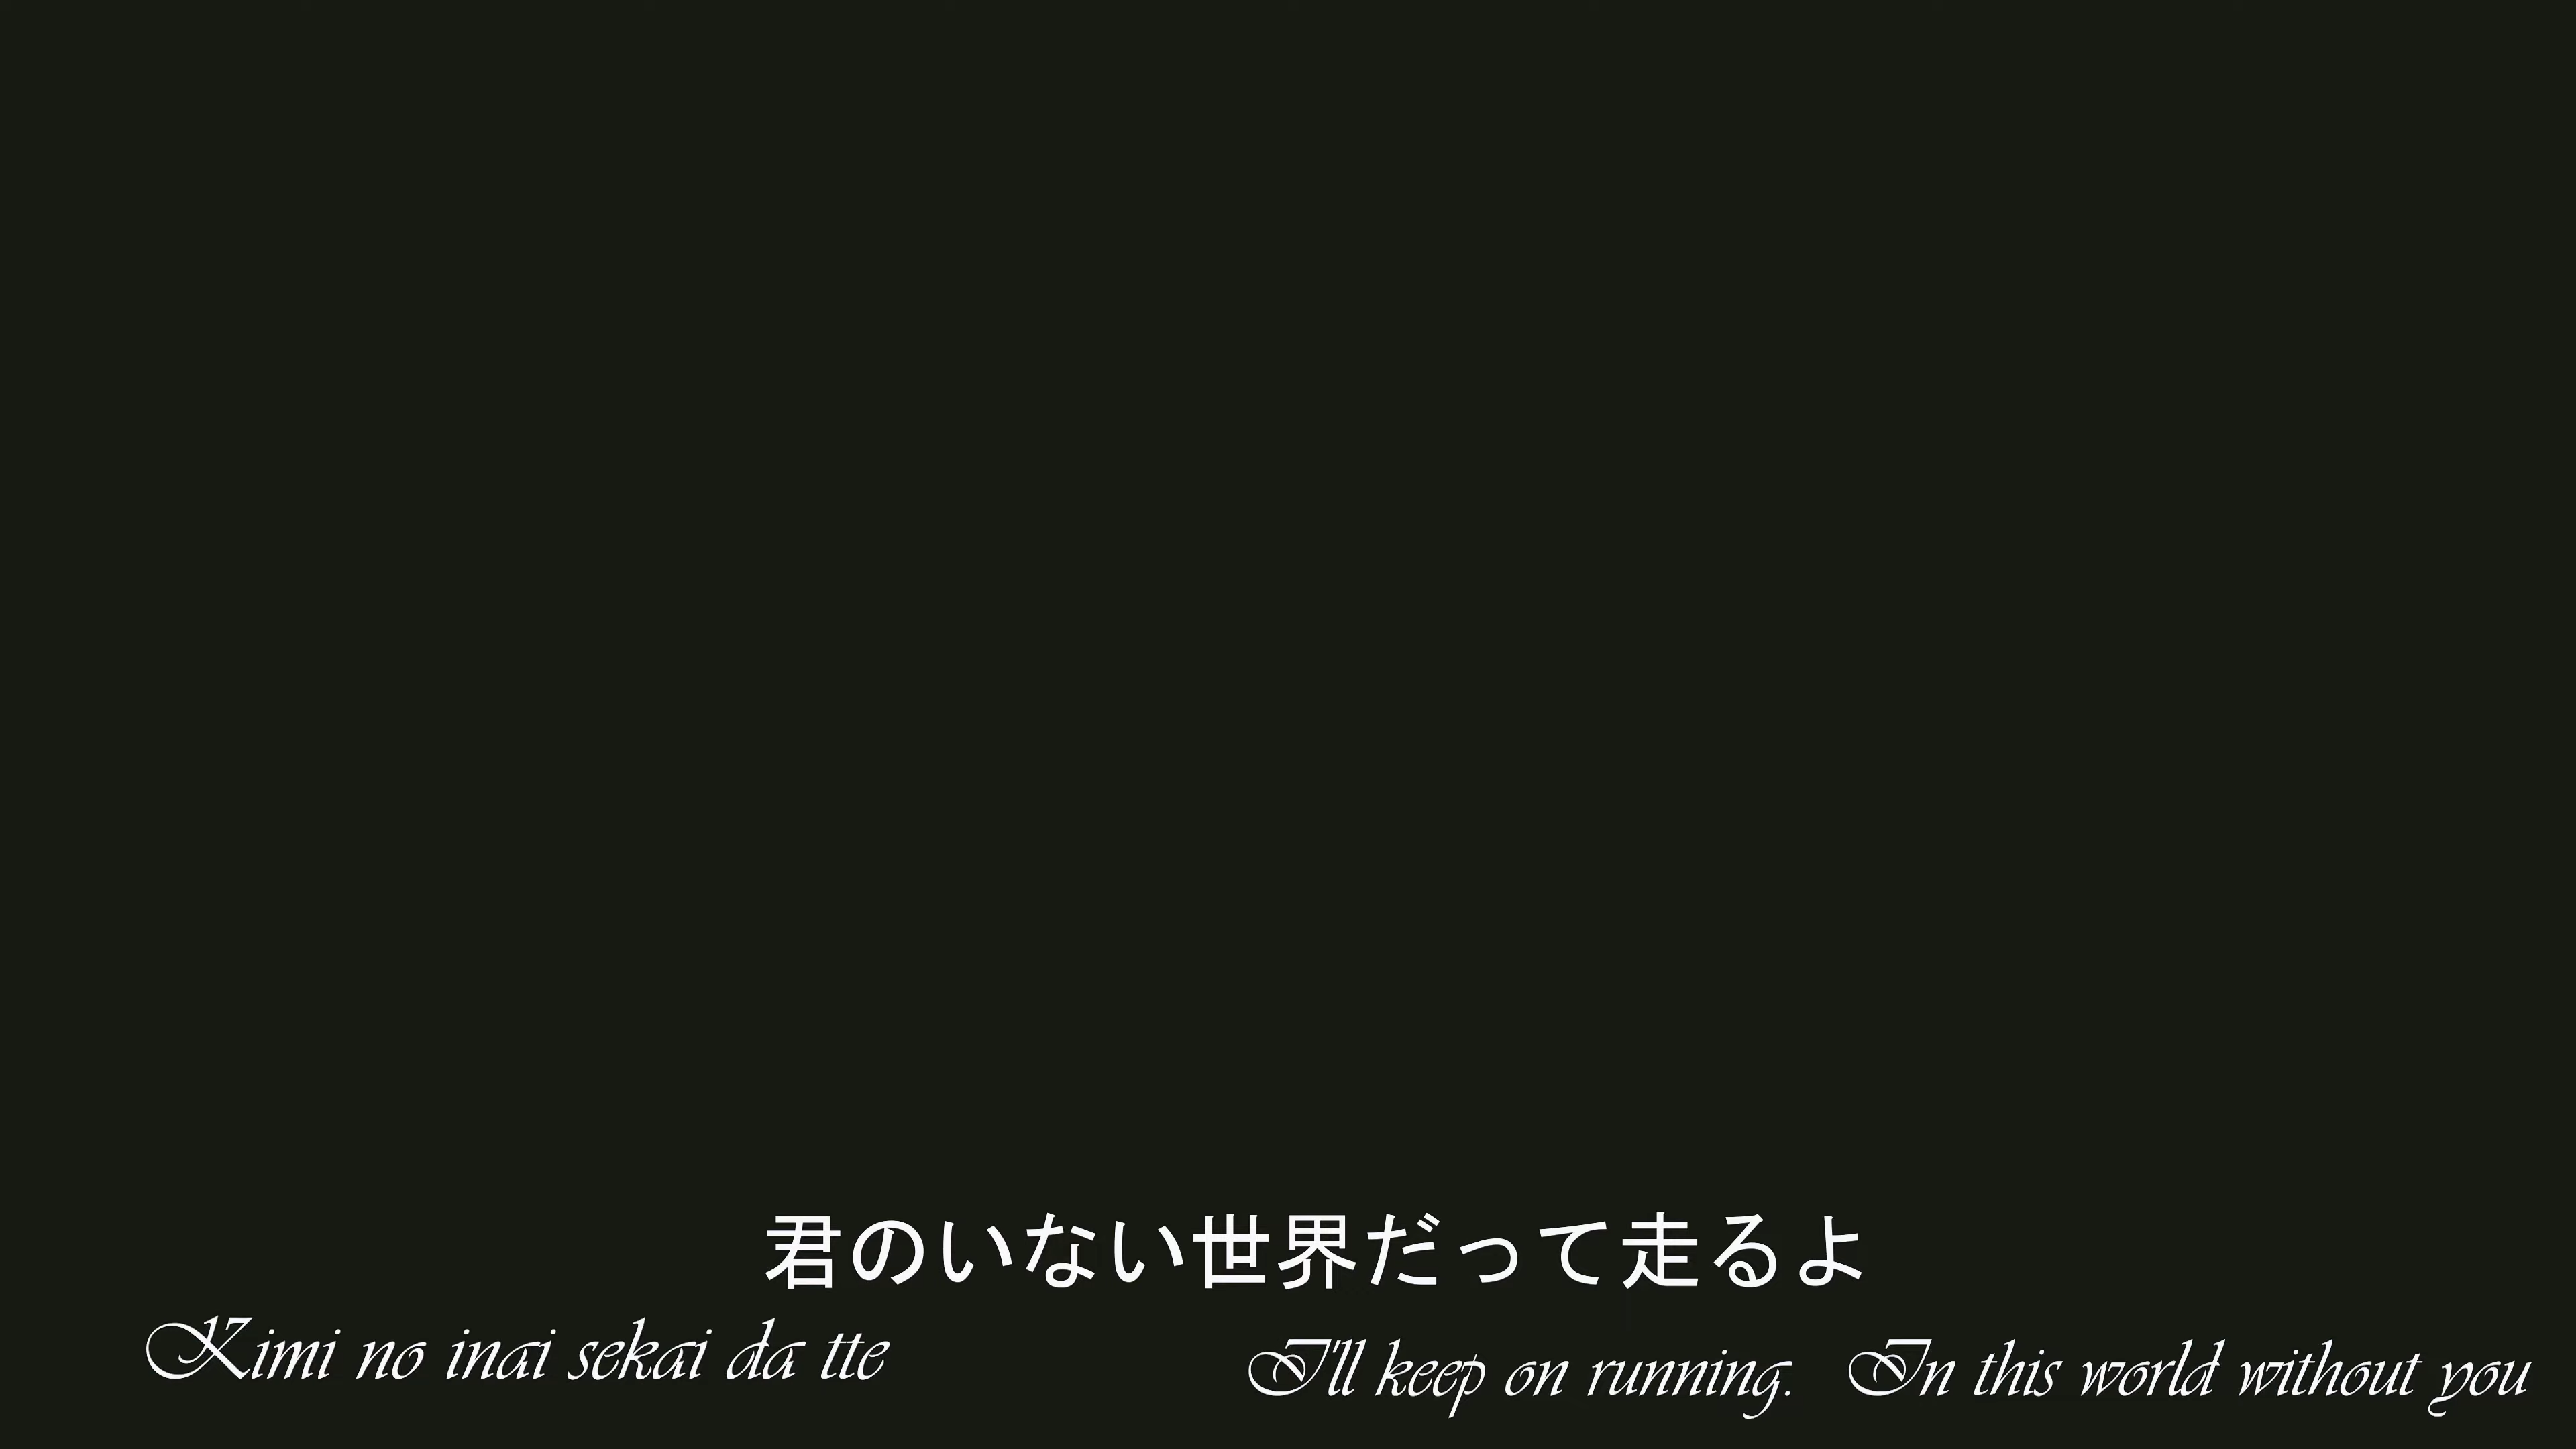 君のいない世界だって走るよ
Kimi no inai sekai da tte
I'll keep on running. In this world without you